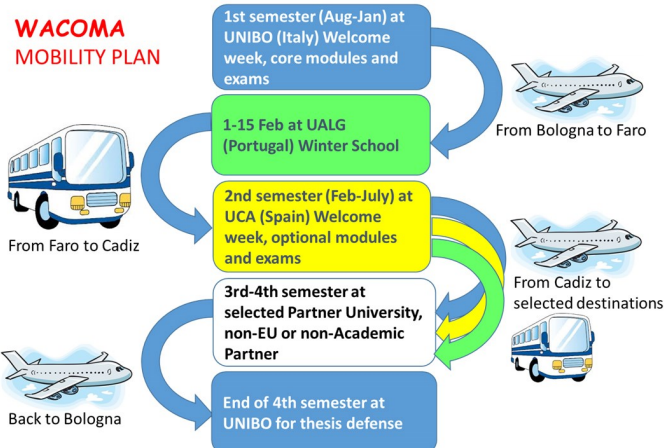 WACOMA
MOBILITY PLAN
1st semester (Aug-Jan) at
UNIBO (Italy) Welcome
week, core modules and
exams
From Bologna to Faro
1-15 Feb at UALG
(Portugal) Winter School
From Faro to Cadiz
2nd semester (Feb-July) at
UCA (Spain) Welcome
week, optional modules
and exams
From Cadiz to
selected destinations
3rd-4th semester at
selected Partner University,
non-EU or non-Academic
Partner
Back to Bologna
End of 4th semester at
UNIBO for thesis defense